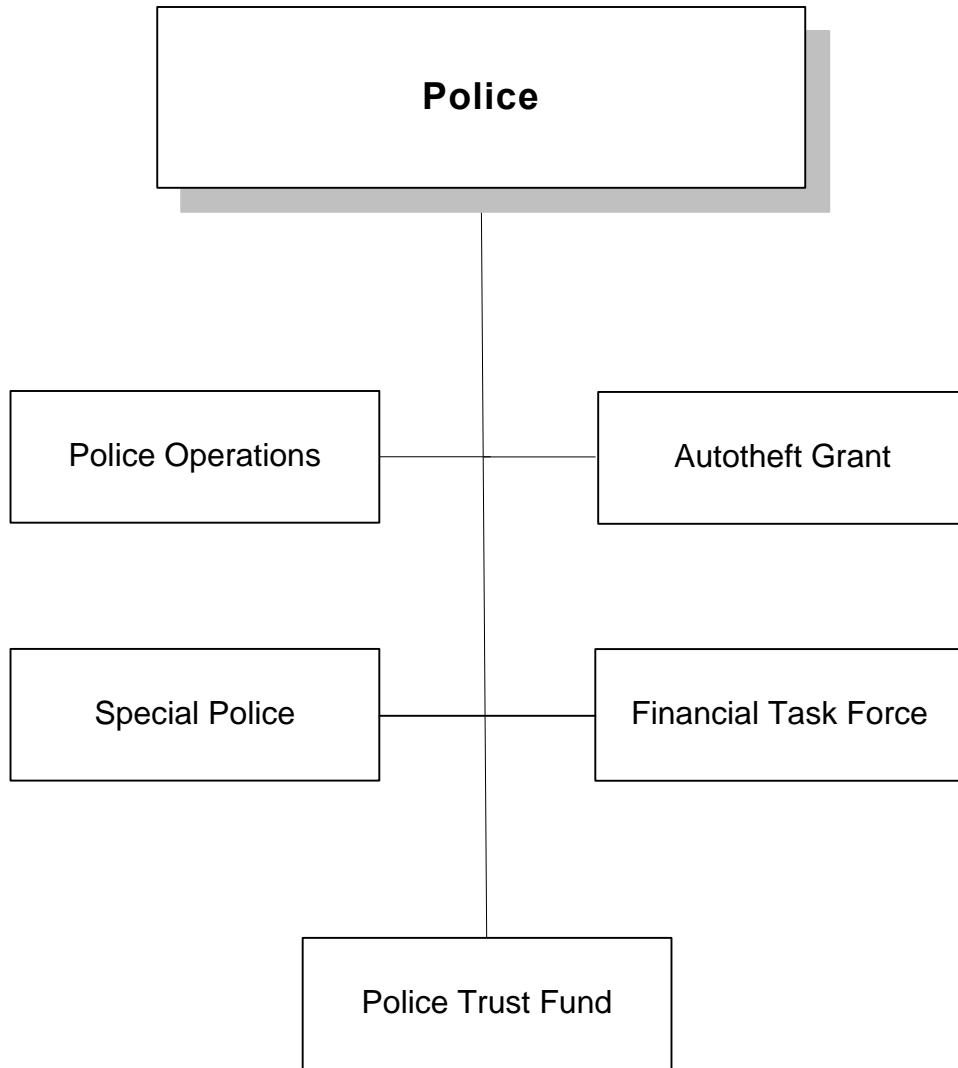 Police
Police Operations
Autotheft Grant
Special Police
Financial Task Force
Police Trust Fund